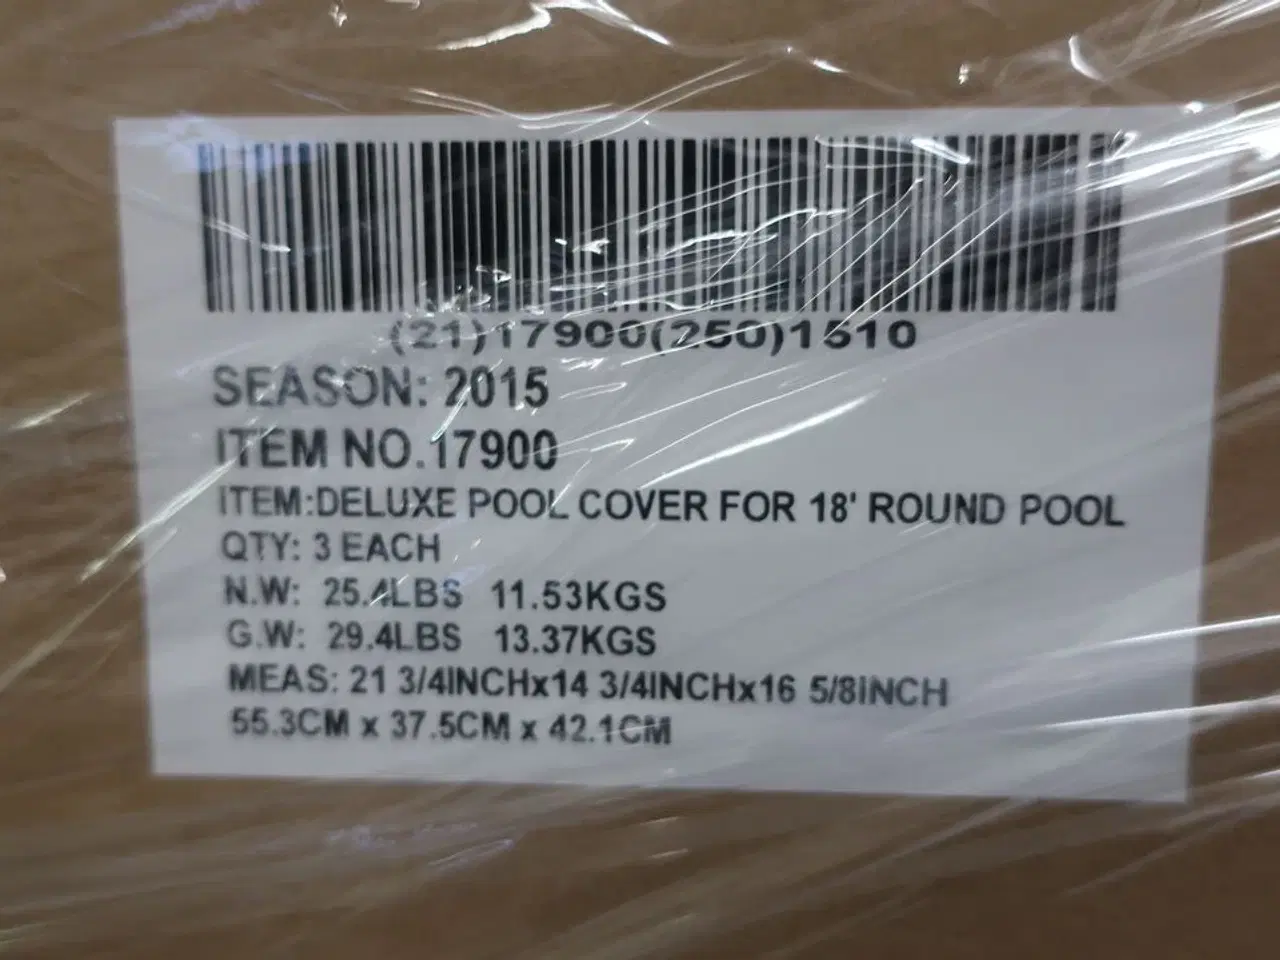 (21)17900(250)1510
SEASON: 2015
ITEM NO.17900
ITEM:DELUXE POOL COVER FOR 18' ROUND POOL
QTY: 3 EACH
N.W: 25.4LBS 11.53KGS
G.W: 29.4LBS 13.37KGS
MEAS: 21 3/4INCHx14 3/4INCHx16 5/8INCH
55.3CM x 37.5CM x 42.1CM